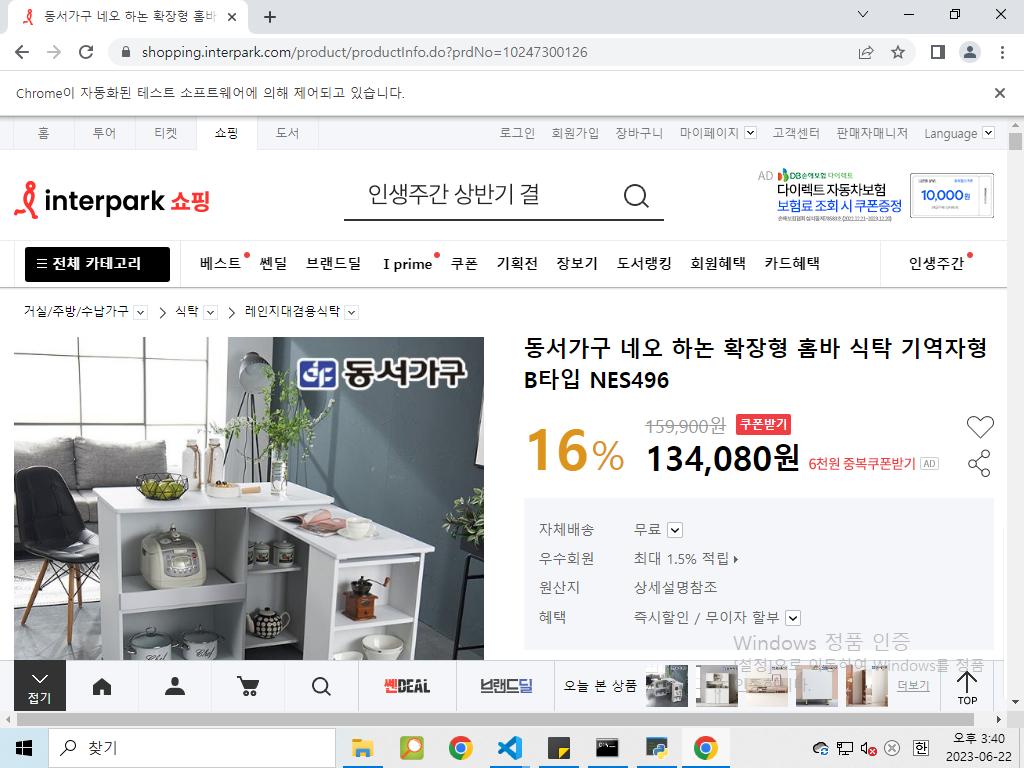 동서가구 네오 하논 확장형 홈바
shopping.interpark.com/product/productInfo.do?prdNo=10247300126
Chrome이 자동화된 테스트 소프트웨어에 의해 제어되고 있습니다.
홈 투어 티켓 쇼핑 도서 로그인 회원가입 장바구니 마이페이지 고객센터 판매자매니저 Language
interpark 쇼핑
인생주간 상반기 결
AD DB손해보험 다이렉트
다이렉트 자동차보험
보험료 조회 시 쿠폰증정
10,000원
전체 카테고리 베스트 쎈딜 브랜드딜 I prime 쿠폰 기획전 장보기 도서랭킹 회원혜택 카드혜택 인생주간
거실/주방/수납가구 식탁 레인지대겸용식탁
동서가구
동서가구 네오 하논 확장형 홈바 식탁 기역자형
B타입 NES496
16% 159,900원 쿠폰받기
134,080원 6천원 중복쿠폰받기 AD
자체배송 무료
우수회원 최대 1.5% 적립
원산지 상세설명참조
혜택 즉시할인 / 무이자 할부
Chef Chef
Windows 정품 인증
[설정]으로 이동하여 Windows를 정품
접기 쎈DEAL 브랜드딜 오늘 본 상품 더보기 TOP
찾기
한
오후 3:40
2023-06-22